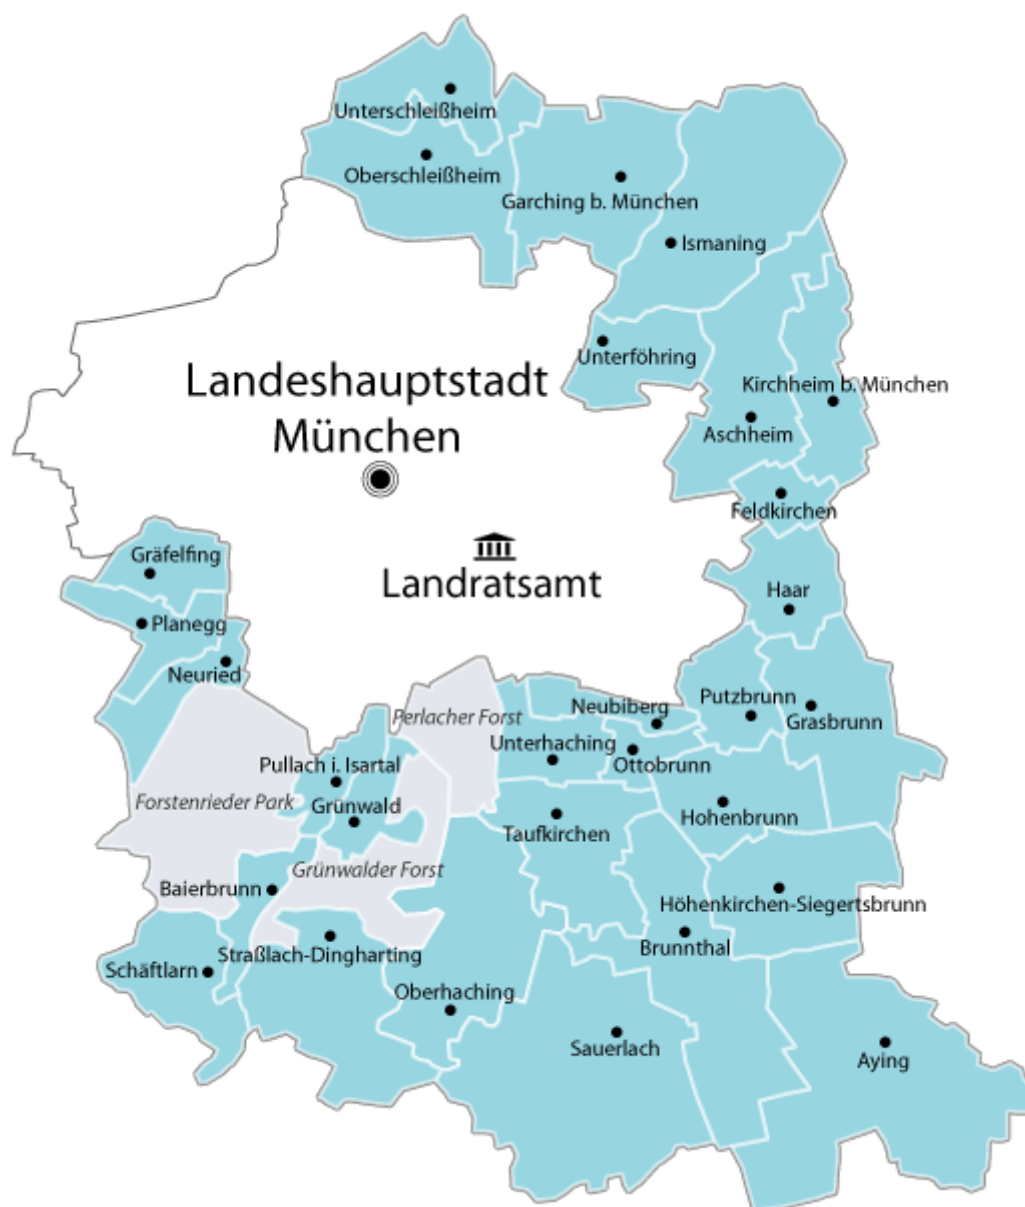 Unterschleißheim
Oberschleißheim
Garching b. München
Ismaning
Unterföhring
Landeshauptstadt
München
Kirchheim b. München
Aschheim
Feldkirchen
Gräfelfing
Landratsamt
Haar
Planegg
Neuried
Perlacher Forst
Neubiberg
Putzbrunn
Grasbrunn
Unterhaching
Ottobrunn
Pullach i. Isartal
Forstenrieder Park
Grünwald
Hohenbrunn
Taufkirchen
Grünwalder Forst
Baierbrunn
Höhenkirchen-Siegertsbrunn
Straßlach-Dingharting
Brunnthal
Schäftlarn
Oberhaching
Sauerlach
Aying